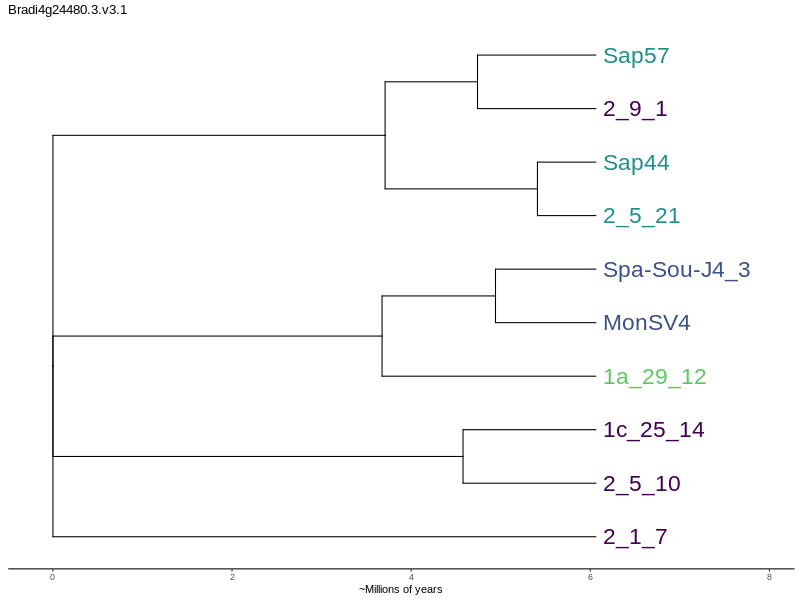 Bradi4g24480.3.v3.1
Sap57
2_9_1
Sap44
2_5_21
Spa-Sou-J4_3
MonSV4
1a_29_12
1c_25_14
2_5_10
2_1_7
0 2 4 6 8
~Millions of years